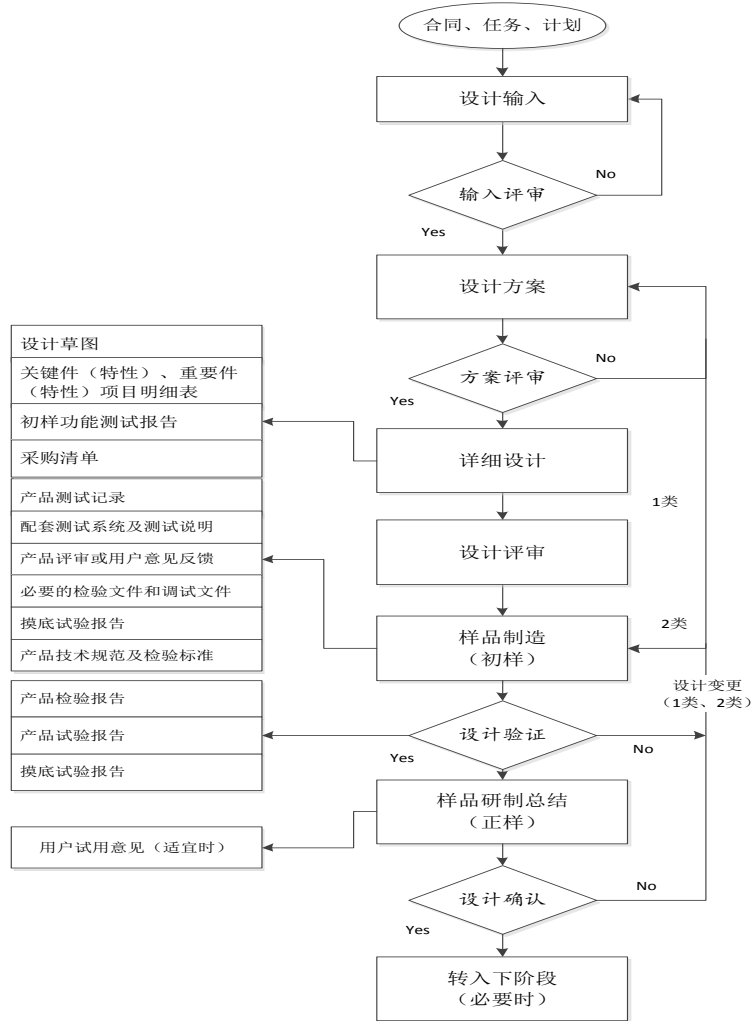 合同、任务、计划
设计输入
No
输入评审
Yes
设计方案
设计草图
关键件（特性）、重要件
（特性）项目明细表
初样功能测试报告
采购清单
No
方案评审
Yes
详细设计
产品测试记录
配套测试系统及测试说明
产品评审或用户意见反馈
必要的检验文件和调试文件
摸底试验报告
产品技术规范及检验标准
1类
设计评审
2类
样品制造
（初样）
设计变更
（1类、2类）
产品检验报告
产品试验报告
摸底试验报告
设计验证
No
Yes
样品研制总结
（正样）
用户试用意见（适宜时）
No
设计确认
Yes
转入下阶段
（必要时）